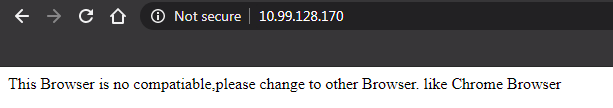 Not secure 10.99.128.170
This Browser is no compatiable,please change to other Browser. like Chrome Browser